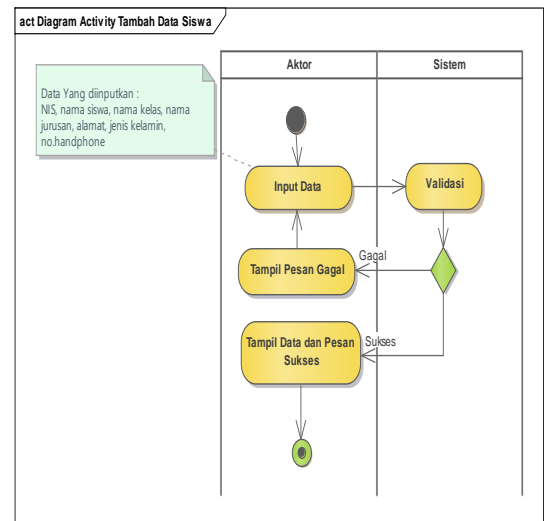 act Diagram Activity Tambah Data Siswa
Aktor
Sistem
Data Yang diinputkan :
NIS, nama siswa, nama kelas, nama
jurusan, alamat, jenis kelamin,
no.handphone
Input Data
Validasi
Gagal
Tampil Pesan Gagal
Tampil Data dan Pesan
Sukses
Sukses